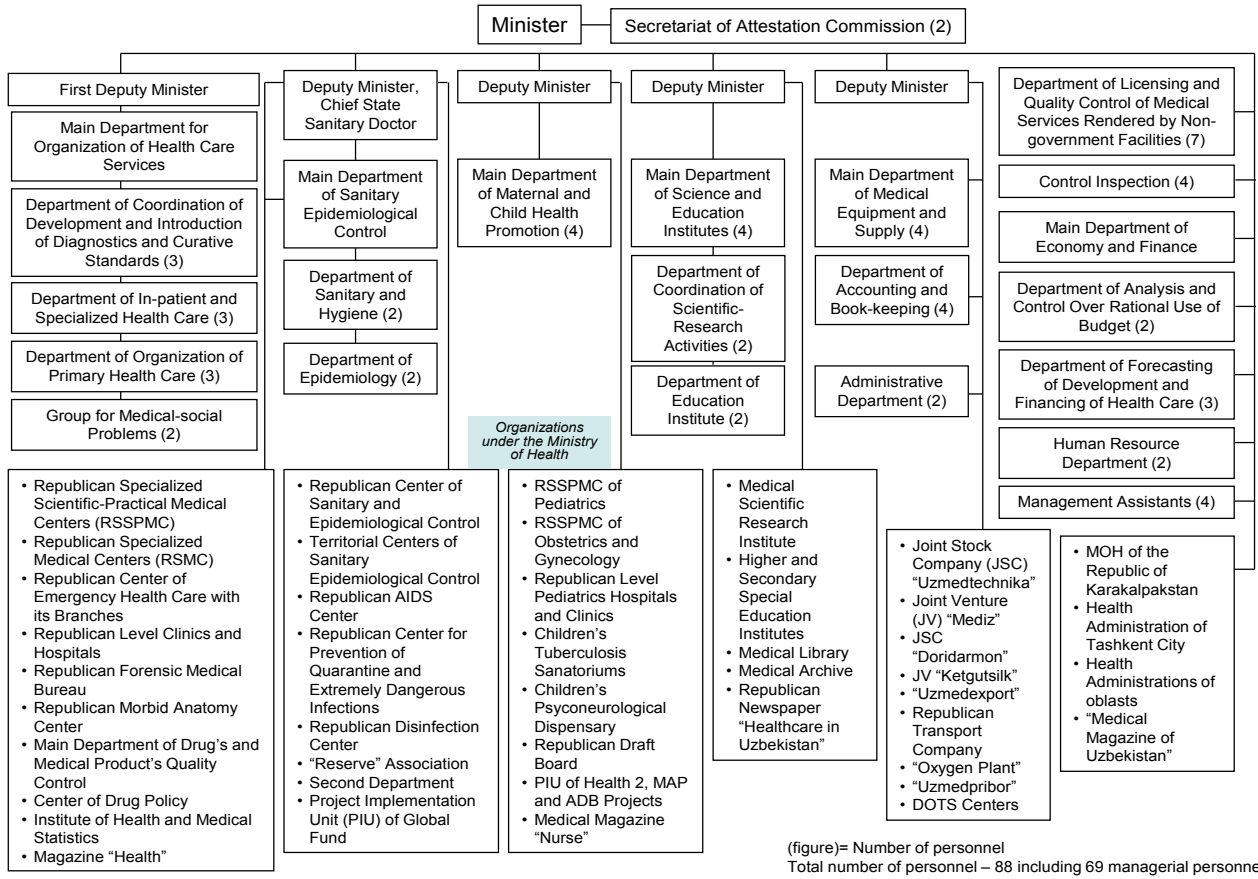 Minister
Secretariat of Attestation Commission (2)
First Deputy Minister
Main Department for
Organization of Health Care
Services
Department of Coordination of
Development and Introduction
of Diagnostics and Curative
Standards (3)
Department of In-patient and
Specialized Health Care (3)
Department of Organization of
Primary Health Care (3)
Group for Medical-social
Problems (2)
Deputy Minister,
Chief State
Sanitary Doctor
Main Department
of Sanitary
Epidemiological
Control
Department of
Sanitary and
Hygiene (2)
Department of
Epidemiology (2)
Deputy Minister
Main Department
of Maternal and
Child Health
Promotion (4)
Deputy Minister
Main Department
of Science and
Education
Institutes (4)
Department of
Coordination of
Scientific-
Research
Activities (2)
Department of
Education
Institute (2)
Deputy Minister
Main Department
of Medical
Equipment and
Supply (4)
Department of
Accounting and
Book-keeping (4)
Administrative
Department (2)
Department of Licensing and
Quality Control of Medical
Services Rendered by Non-
government Facilities (7)
Control Inspection (4)
Main Department of
Economy and Finance
Department of Analysis and
Control Over Rational Use of
Budget (2)
Department of Forecasting
of Development and
Financing of Health Care (3)
Human Resource
Department (2)
Management Assistants (4)
Organizations
under the Ministry
of Health
• Republican Specialized
Scientific-Practical Medical
Centers (RSSPMC)
• Republican Specialized
Medical Centers (RSMC)
• Republican Center of
Emergency Health Care with
its Branches
• Republican Level Clinics and
Hospitals
• Republican Forensic Medical
Bureau
• Republican Morbid Anatomy
Center
• Main Department of Drug’s and
Medical Product’s Quality
Control
• Center of Drug Policy
• Institute of Health and Medical
Statistics
• Magazine “Health”
• Republican Center of
Sanitary and
Epidemiological Control
• Territorial Centers of
Sanitary
Epidemiological Control
• Republican AIDS
Center
• Republican Center for
Prevention of
Quarantine and
Extremely Dangerous
Infections
• Republican Disinfection
Center
• “Reserve” Association
• Second Department
• Project Implementation
Unit (PIU) of Global
Fund
• RSSPMC of
Pediatrics
• RSSPMC of
Obstetrics and
Gynecology
• Republican Level
Pediatrics Hospitals
and Clinics
• Children’s
Tuberculosis
Sanatoriums
• Children’s
Psyconeurological
Dispensary
• Republican Draft
Board
• PIU of Health 2, MAP
and ADB Projects
• Medical Magazine
“Nurse”
• Medical
Scientific
Research
Institute
• Higher and
Secondary
Special
Education
Institutes
• Medical Library
• Medical Archive
• Republican
Newspaper
“Healthcare in
Uzbekistan”
• Joint Stock
Company (JSC)
“Uzmedtechnika”
• Joint Venture
(JV) “Mediz”
• JSC
“Doridarmon”
• JV “Ketgutsilk”
• “Uzmedexport”
• Republican
Transport
Company
• “Oxygen Plant”
• “Uzmedpribor”
• DOTS Centers
• MOH of the
Republic of
Karakalpakstan
• Health
Administration of
Tashkent City
• Health
Administrations of
oblasts
• “Medical
Magazine of
Uzbekistan”
(figure)= Number of personnel
Total number of personnel – 88 including 69 managerial personne